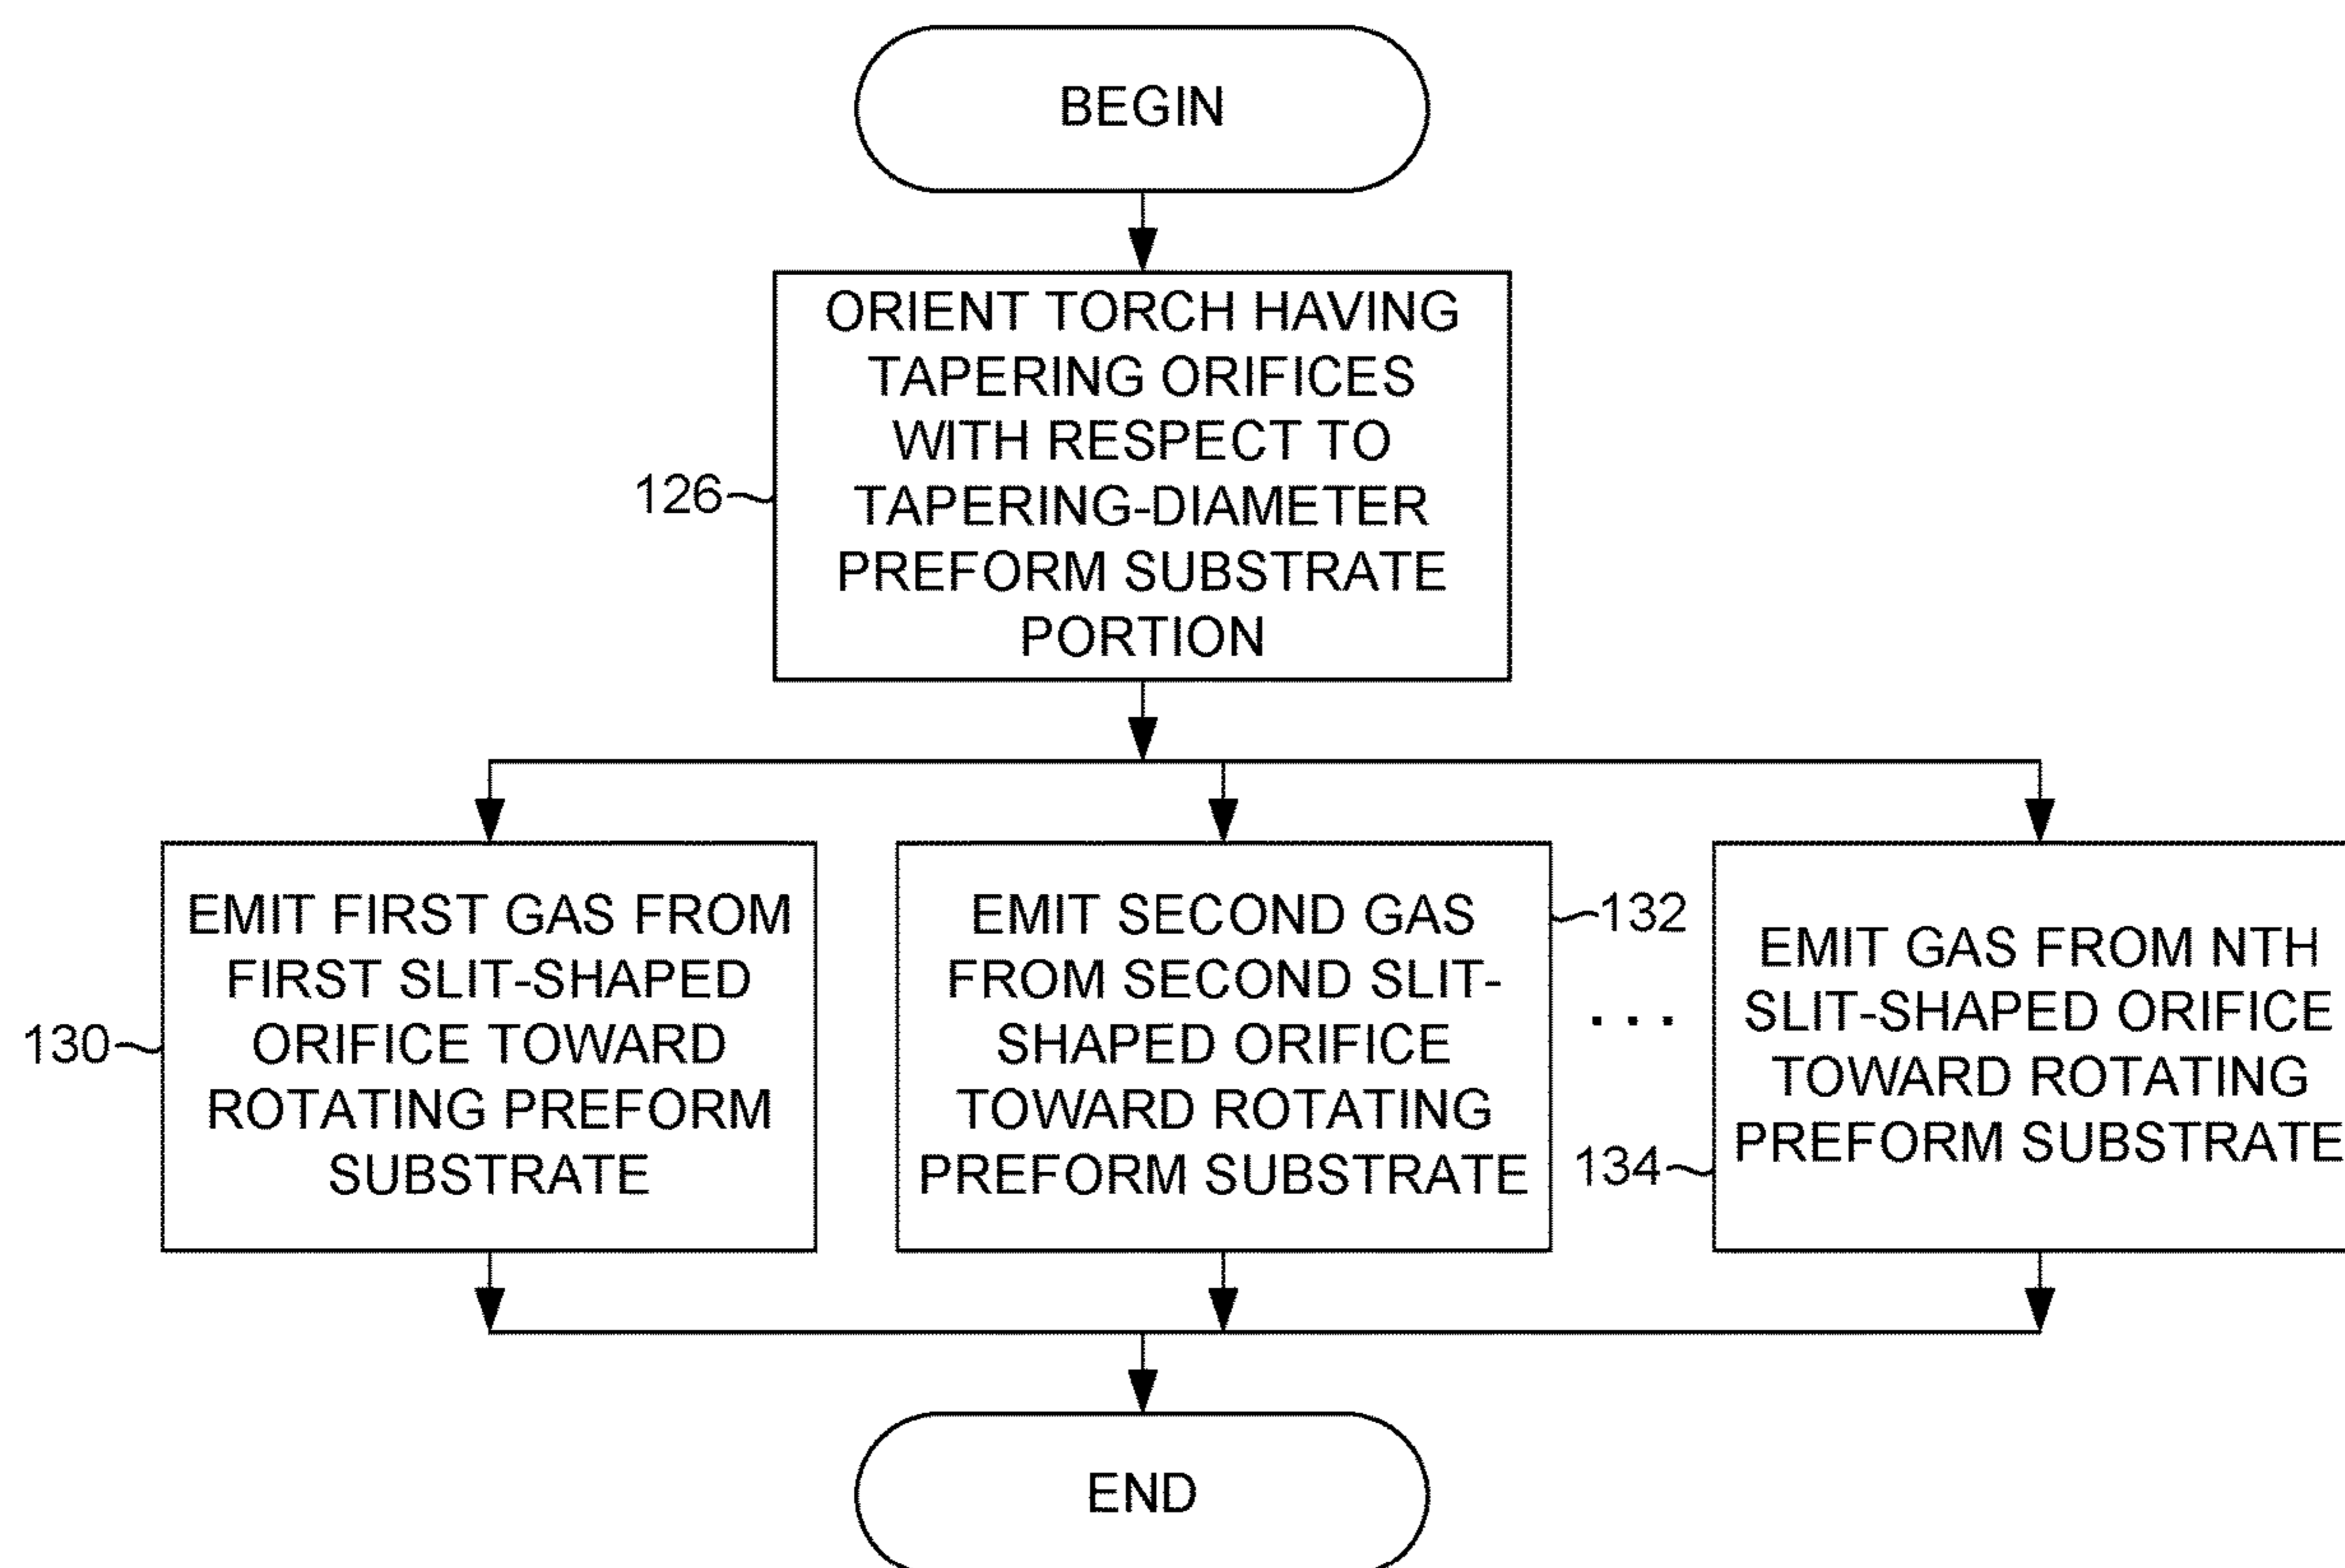 BEGIN
ORIENT TORCH HAVING
TAPERING ORIFICES
WITH RESPECT TO
TAPERING-DIAMETER
PREFORM SUBSTRATE
PORTION
126
EMIT FIRST GAS FROM
FIRST SLIT-SHAPED
ORIFICE TOWARD
ROTATING PREFORM
SUBSTRATE
130
EMIT SECOND GAS
FROM SECOND SLIT-
SHAPED ORIFICE
TOWARD ROTATING
PREFORM SUBSTRATE
132
. . .
EMIT GAS FROM NTH
SLIT-SHAPED ORIFICE
TOWARD ROTATING
PREFORM SUBSTRATE
134
END